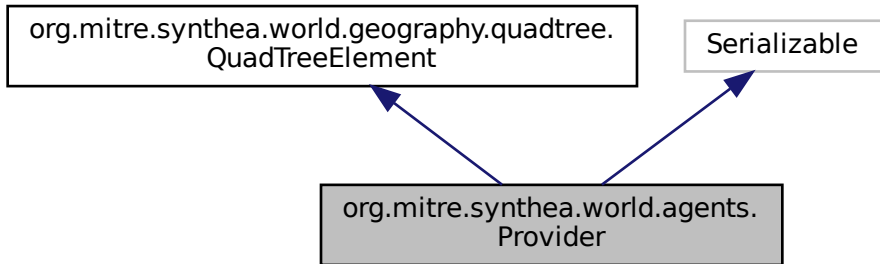 org.mitre.synthea.world.geography.quadtree.
QuadTreeElement
Serializable
org.mitre.synthea.world.agents.
Provider